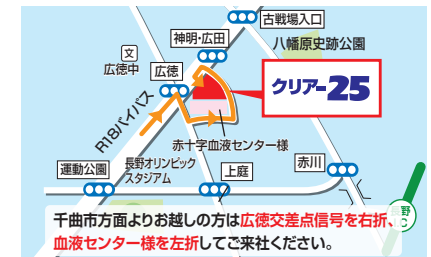 古戦場入口
神明・広田
八幡原史跡公園
文
広徳中
広徳
クリアー25
R18バイパス
赤十字血液センター様
長野オリンピック
スタジアム
運動公園
上庭
赤川
長野
IC
千曲市方面よりお越しの方は広徳交差点信号を右折、
血液センター様を左折してご来社ください。